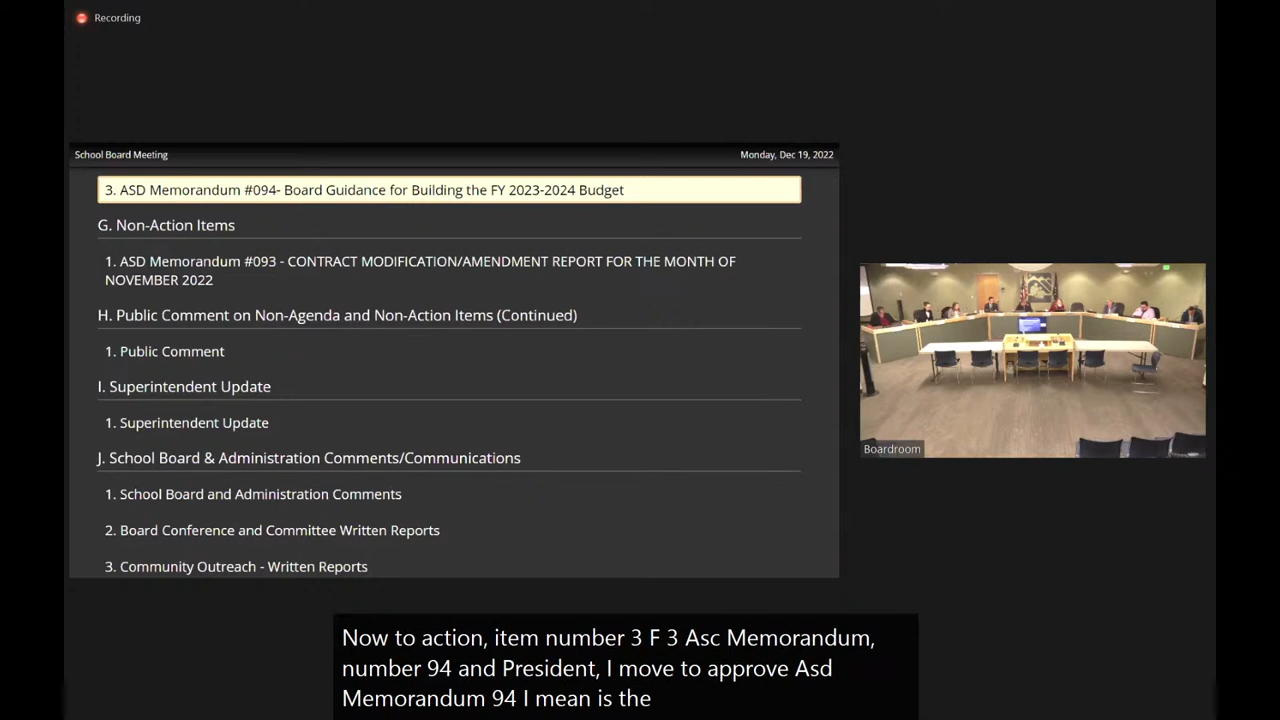 Recording
School Board Meeting
Monday, Dec 19, 2022
3. ASD Memorandum #094- Board Guidance for Building the FY 2023-2024 Budget
G. Non-Action Items
1. ASD Memorandum #093 - CONTRACT MODIFICATION/AMENDMENT REPORT FOR THE MONTH OF
NOVEMBER 2022
H. Public Comment on Non-Agenda and Non-Action Items (Continued)
1. Public Comment
I. Superintendent Update
1. Superintendent Update
J. School Board & Administration Comments/Communications
1. School Board and Administration Comments
2. Board Conference and Committee Written Reports
3. Community Outreach - Written Reports
Boardroom
Now to action, item number 3 F 3 Asc Memorandum,
number 94 and President, I move to approve Asd
Memorandum 94 I mean is the